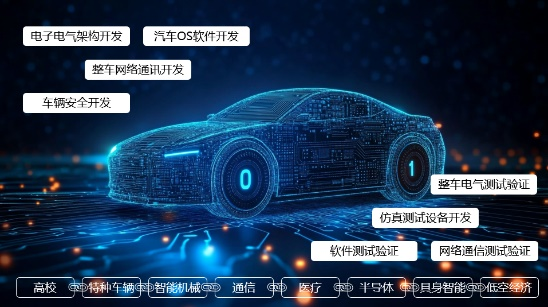 电子电气架构开发
汽车OS软件开发
整车网络通讯开发
车辆安全开发
0
1
整车电气测试验证
仿真测试设备开发
软件测试验证
网络通信测试验证
高校
特种车辆
智能机械
通信
医疗
半导体
具身智能
低空经济